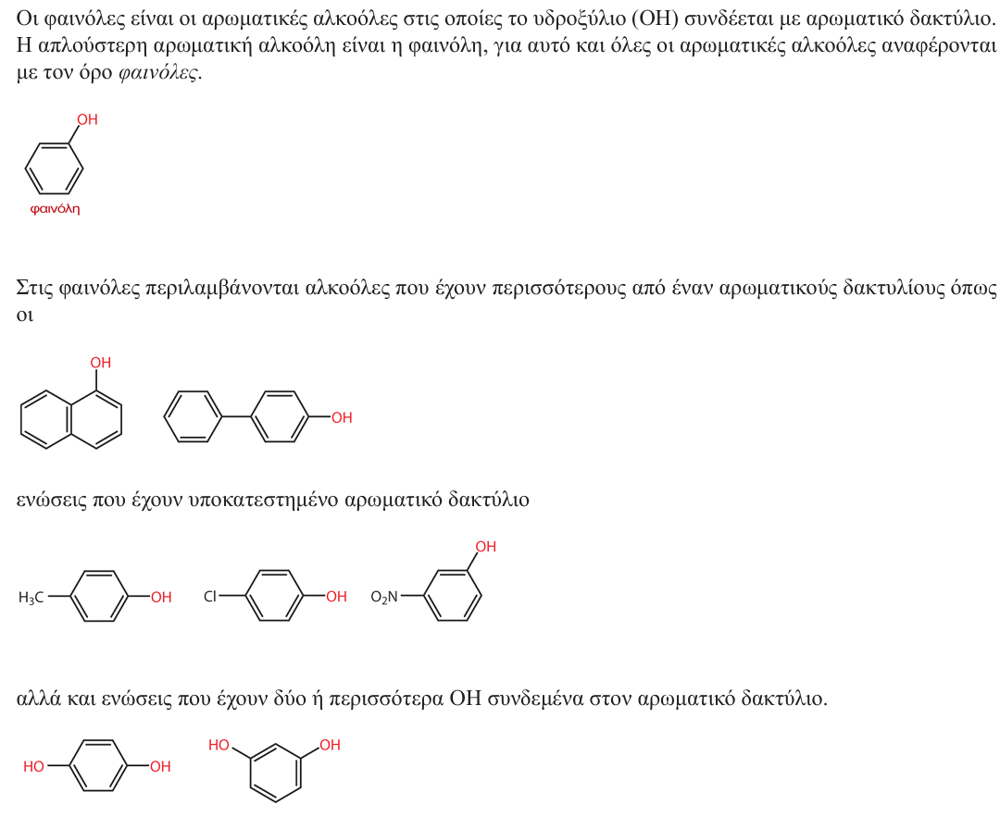 Οι φαινόλες είναι οι αρωματικές αλκοόλες στις οποίες το υδροξύλιο (ΟΗ) συνδέεται με αρωματικό δακτύλιο.
Η απλούστερη αρωματική αλκοόλη είναι η φαινόλη, για αυτό και όλες οι αρωματικές αλκοόλες αναφέρονται
με τον όρο φαινόλες.
OH
φαινόλη
Στις φαινόλες περιλαμβάνονται αλκοόλες που έχουν περισσότερους από έναν αρωματικούς δακτυλίους όπως
οι
OH
OH
ενώσεις που έχουν υποκατεστημένο αρωματικό δακτύλιο
OH
H₃C OH Cl OH O₂N
αλλά και ενώσεις που έχουν δύο ή περισσότερα ΟΗ συνδεμένα στον αρωματικό δακτύλιο.
HO OH
HO OH